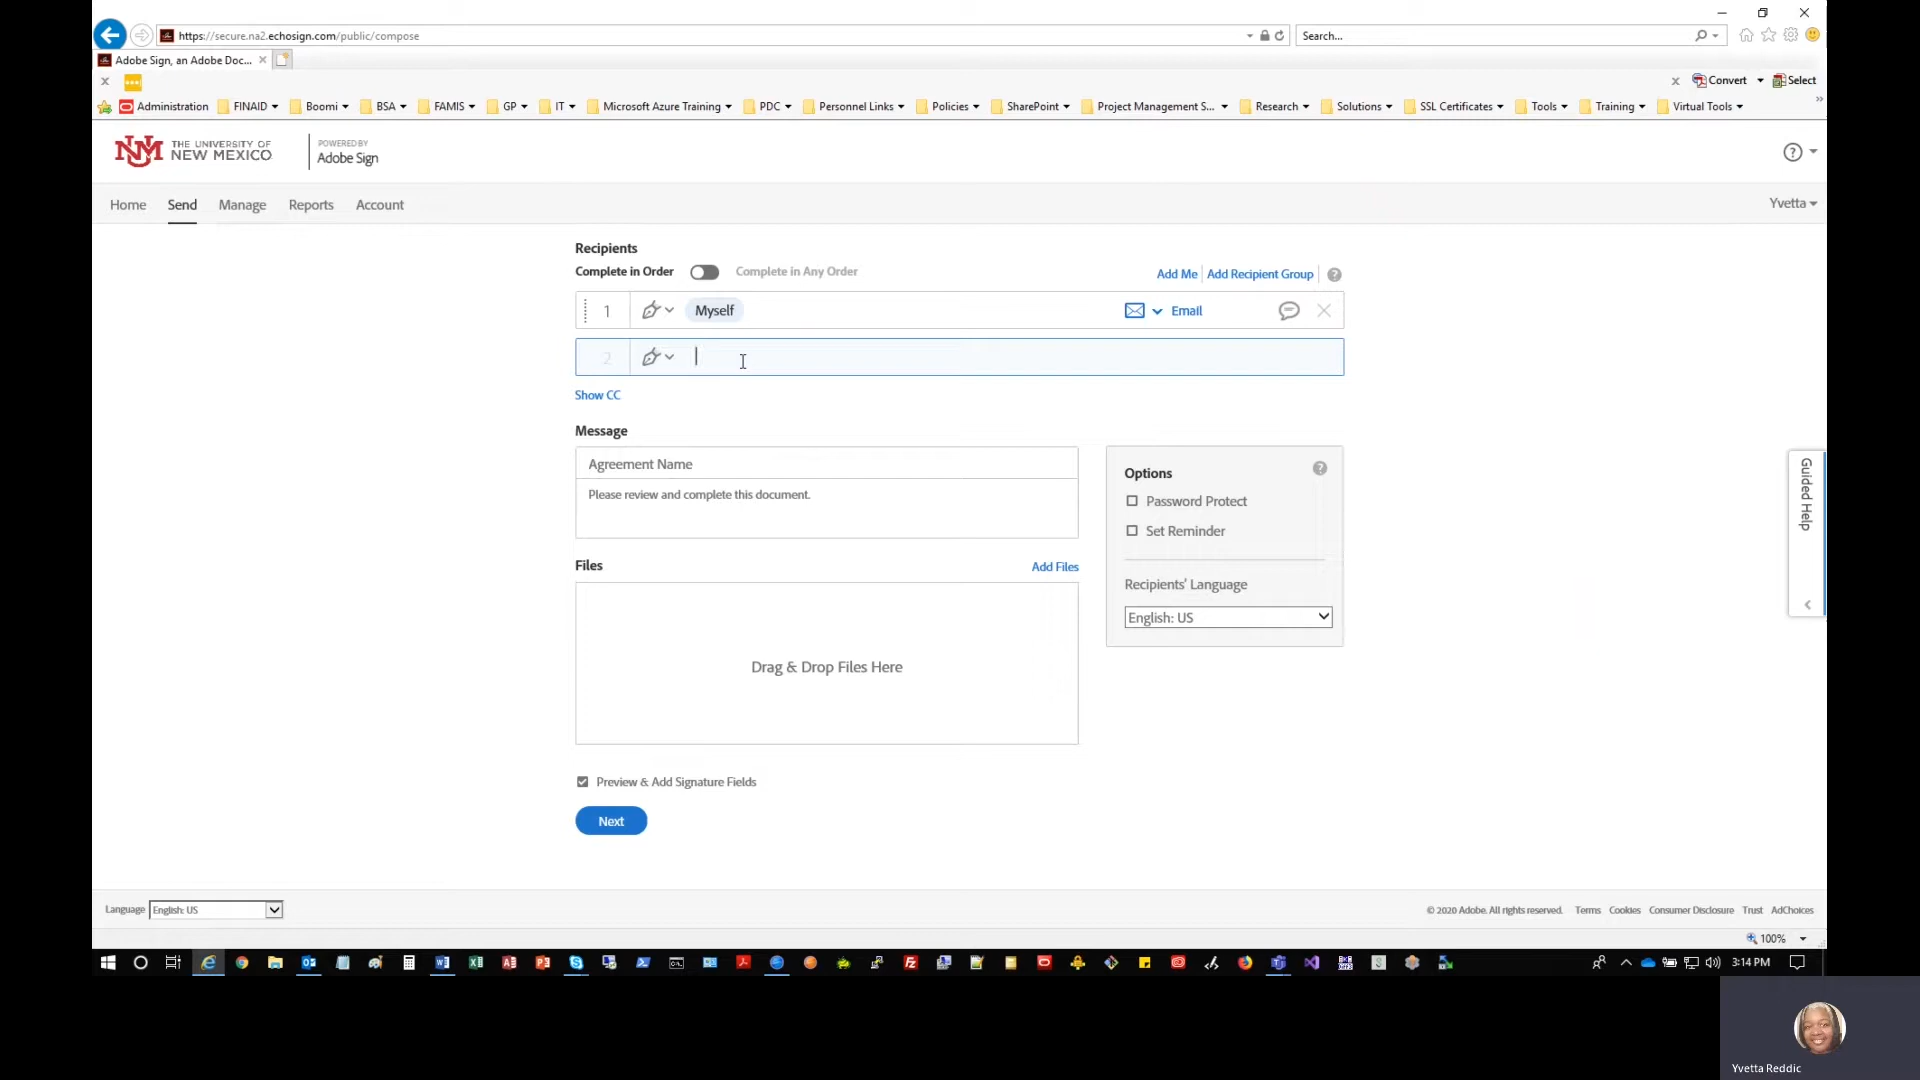 https://secure.na2.echosign.com/public/compose
Search...
Adobe Sign, an Adobe Doc...
Convert
Select
Administration
FINAID
Boomi
BSA
FAMIS
GP
IT
Microsoft Azure Training
PDC
Personnel Links
Policies
SharePoint
Project Management S...
Research
Solutions
SSL Certificates
Tools
Training
Virtual Tools
THE UNIVERSITY OF
NEW MEXICO
POWERED BY
Adobe Sign
Home
Send
Manage
Reports
Account
Yvetta
Recipients
Complete in Order
Complete in Any Order
Add Me
Add Recipient Group
1
Myself
Email
2
Show CC
Message
Agreement Name
Please review and complete this document.
Options
Password Protect
Set Reminder
Recipients' Language
English: US
Guided Help
Files
Add Files
Drag & Drop Files Here
Preview & Add Signature Fields
Next
Language
English: US
© 2020 Adobe. All rights reserved.
Terms
Cookies
Consumer Disclosure
Trust
AdChoices
100%
3:14 PM
Yvetta Reddic